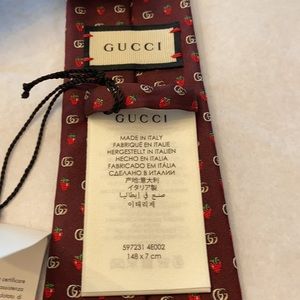 GUCCI
GUCCI
MADE IN ITALY
FABRIQUÉ EN ITALIE
HERGESTELLT IN ITALIEN
HECHO EN ITALIA
FABRICADO EM ITÁLIA
СДЕЛАНО В ИТАЛИИ
产地:意大利
イタリア製
صنع في إيطاليا
이태리제
597231 4E002
148 x 7 cm
certificare
assistenza